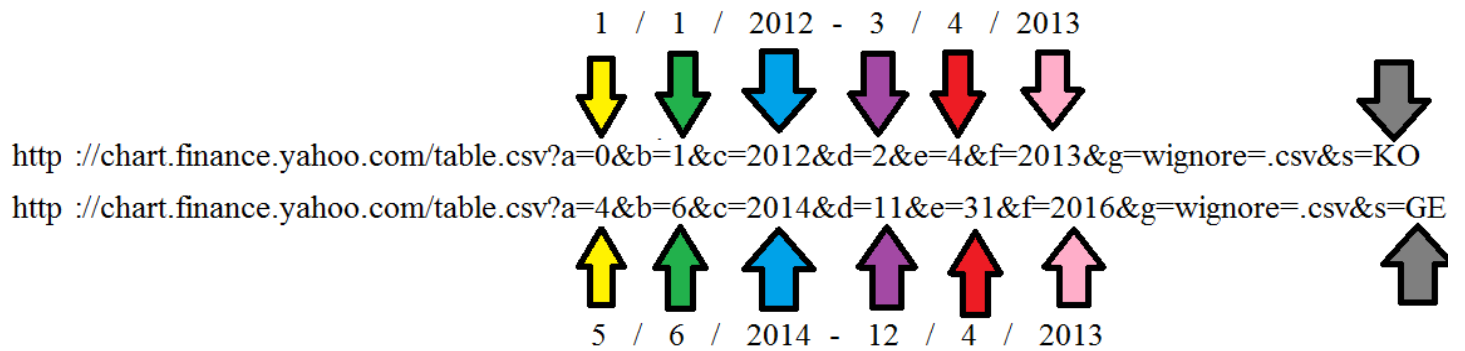 1 / 1 / 2012 - 3 / 4 / 2013
http ://chart.finance.yahoo.com/table.csv?a=0&b=1&c=2012&d=2&e=4&f=2013&g=wignore=.csv&s=KO
http ://chart.finance.yahoo.com/table.csv?a=4&b=6&c=2014&d=11&e=31&f=2016&g=wignore=.csv&s=GE
5 / 6 / 2014 - 12 / 4 / 2013